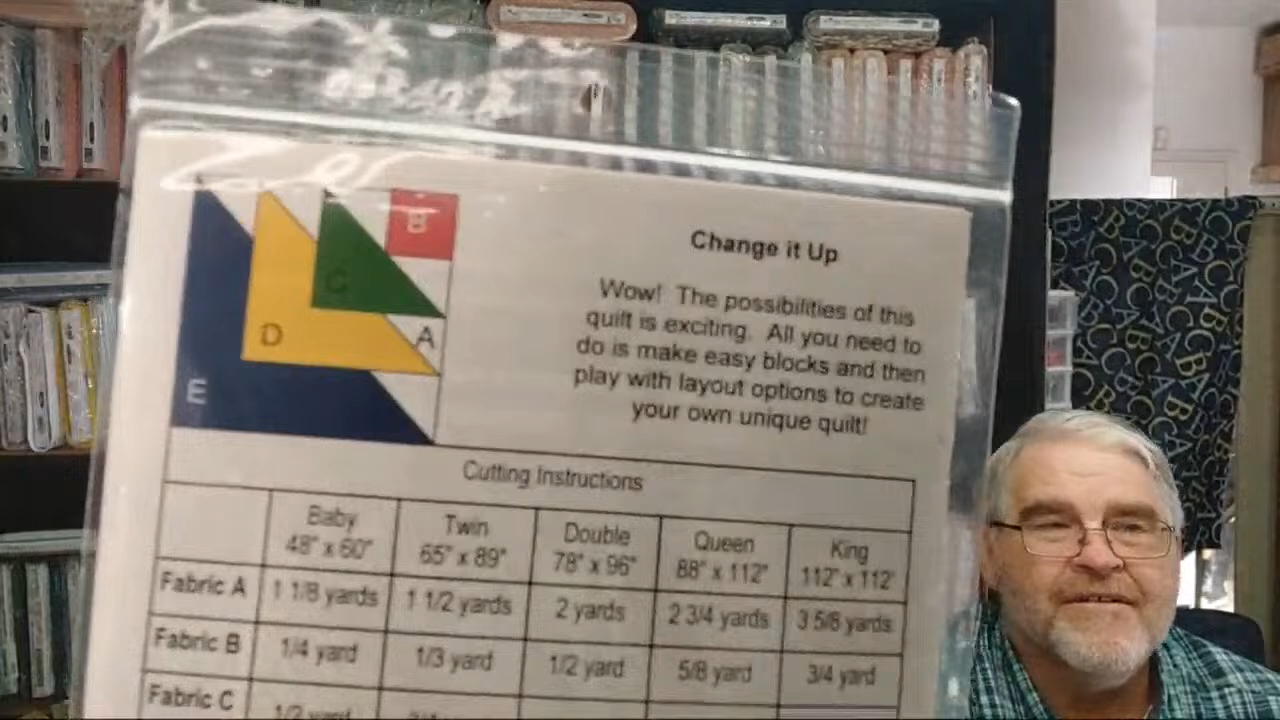 B
C
D
A
E
Change it Up
Wow! The possibilities of this
quilt is exciting. All you need to
do is make easy blocks and then
play with layout options to create
your own unique quilt!
Cutting Instructions
Baby Twin Double Queen King
48" x 60" 65" x 89" 78" x 96" 88" x 112" 112" x 112"
Fabric A 1 1/8 yards 1 1/2 yards 2 yards 2 3/4 yards 3 5/8 yards
Fabric B 1/4 yard 1/3 yard 1/2 yard 5/8 yard 3/4 yard
Fabric C 1/2 yard